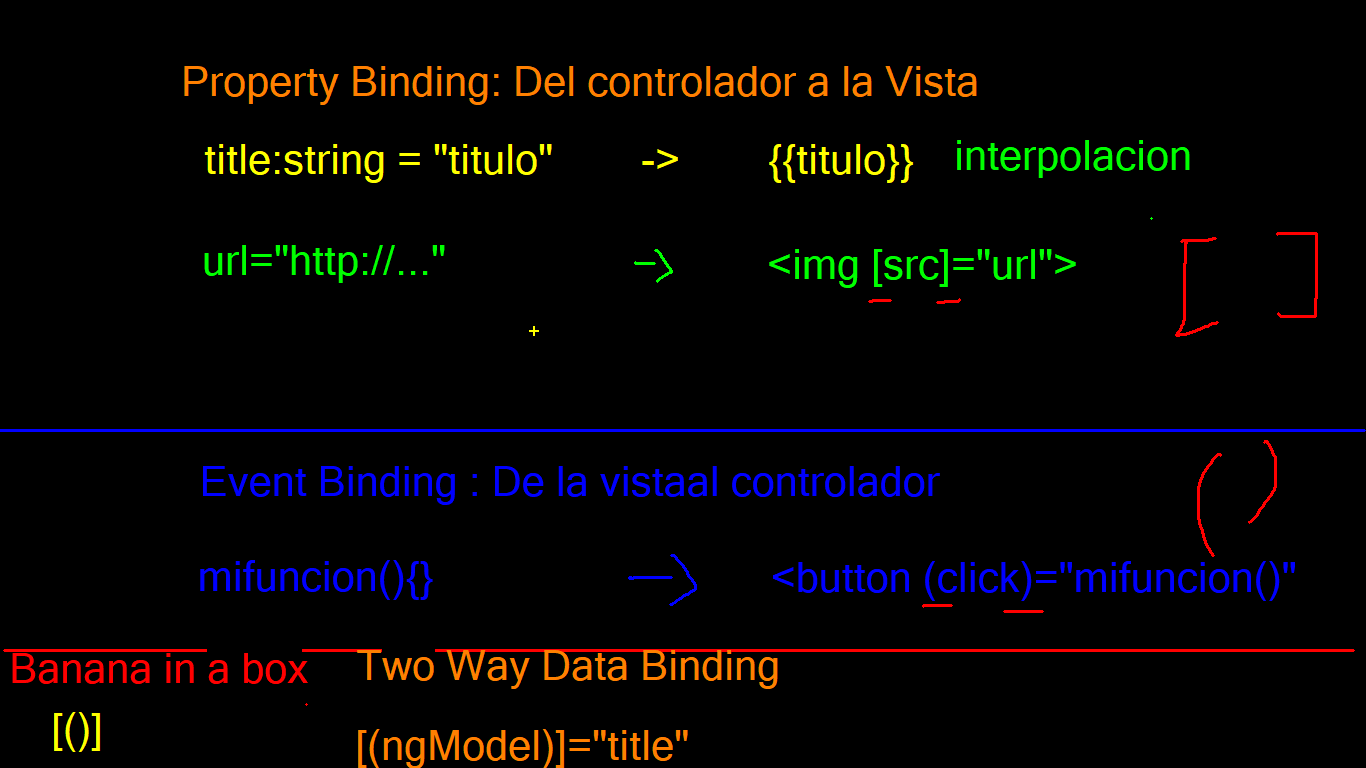 Property Binding: Del controlador a la Vista
title:string = "titulo" -> {{titulo}} interpolacion
url="http://..." -> <img [src]="url"> [ ]
Event Binding : De la vistaal controlador ( )
mifuncion(){} -> <button (click)="mifuncion()"
Banana in a box Two Way Data Binding
[()]
[(ngModel)]="title"